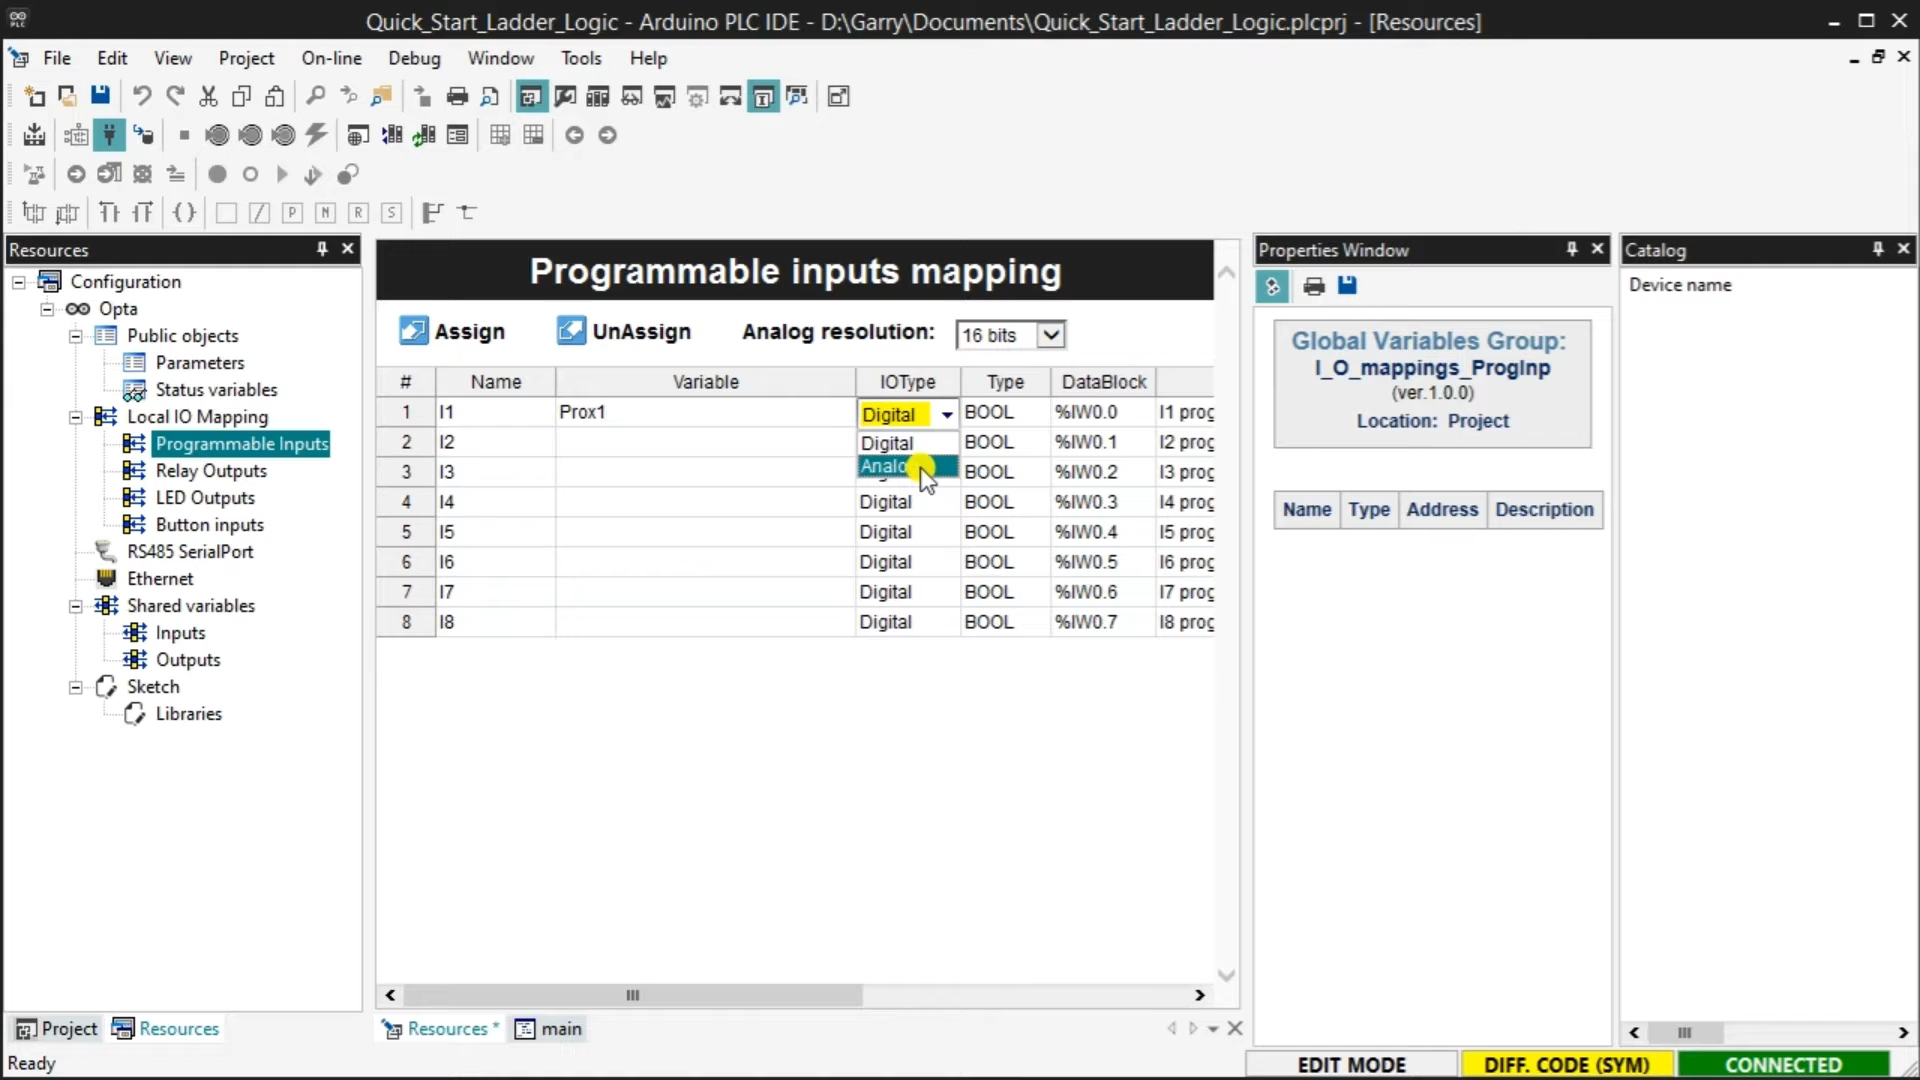 Quick_Start_Ladder_Logic - Arduino PLC IDE - D:\Garry\Documents\Quick_Start_Ladder_Logic.plcprj - [Resources]
File Edit View Project On-line Debug Window Tools Help
Resources
Configuration
Opta
Public objects
Parameters
Status variables
Local IO Mapping
Programmable Inputs
Relay Outputs
LED Outputs
Button inputs
RS485 SerialPort
Ethernet
Shared variables
Inputs
Outputs
Sketch
Libraries
Project Resources
Programmable inputs mapping
Assign UnAssign Analog resolution: 16 bits
# Name Variable IOType Type DataBlock
1 I1 Prox1 Digital BOOL %IW0.0 I1 prog
Digital
Analo
2 I2 BOOL %IW0.1 I2 prog
3 I3 BOOL %IW0.2 I3 prog
4 I4 Digital BOOL %IW0.3 I4 prog
5 I5 Digital BOOL %IW0.4 I5 prog
6 I6 Digital BOOL %IW0.5 I6 prog
7 I7 Digital BOOL %IW0.6 I7 prog
8 I8 Digital BOOL %IW0.7 I8 prog
Resources * main
Properties Window
Global Variables Group:
I_O_mappings_ProgInp
(ver.1.0.0)
Location: Project
Name Type Address Description
Catalog
Device name
Ready
EDIT MODE DIFF. CODE (SYM) CONNECTED